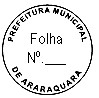 PREFEITURA MUNICIPAL
Folha
Nº.___
DE ARARAQUARA